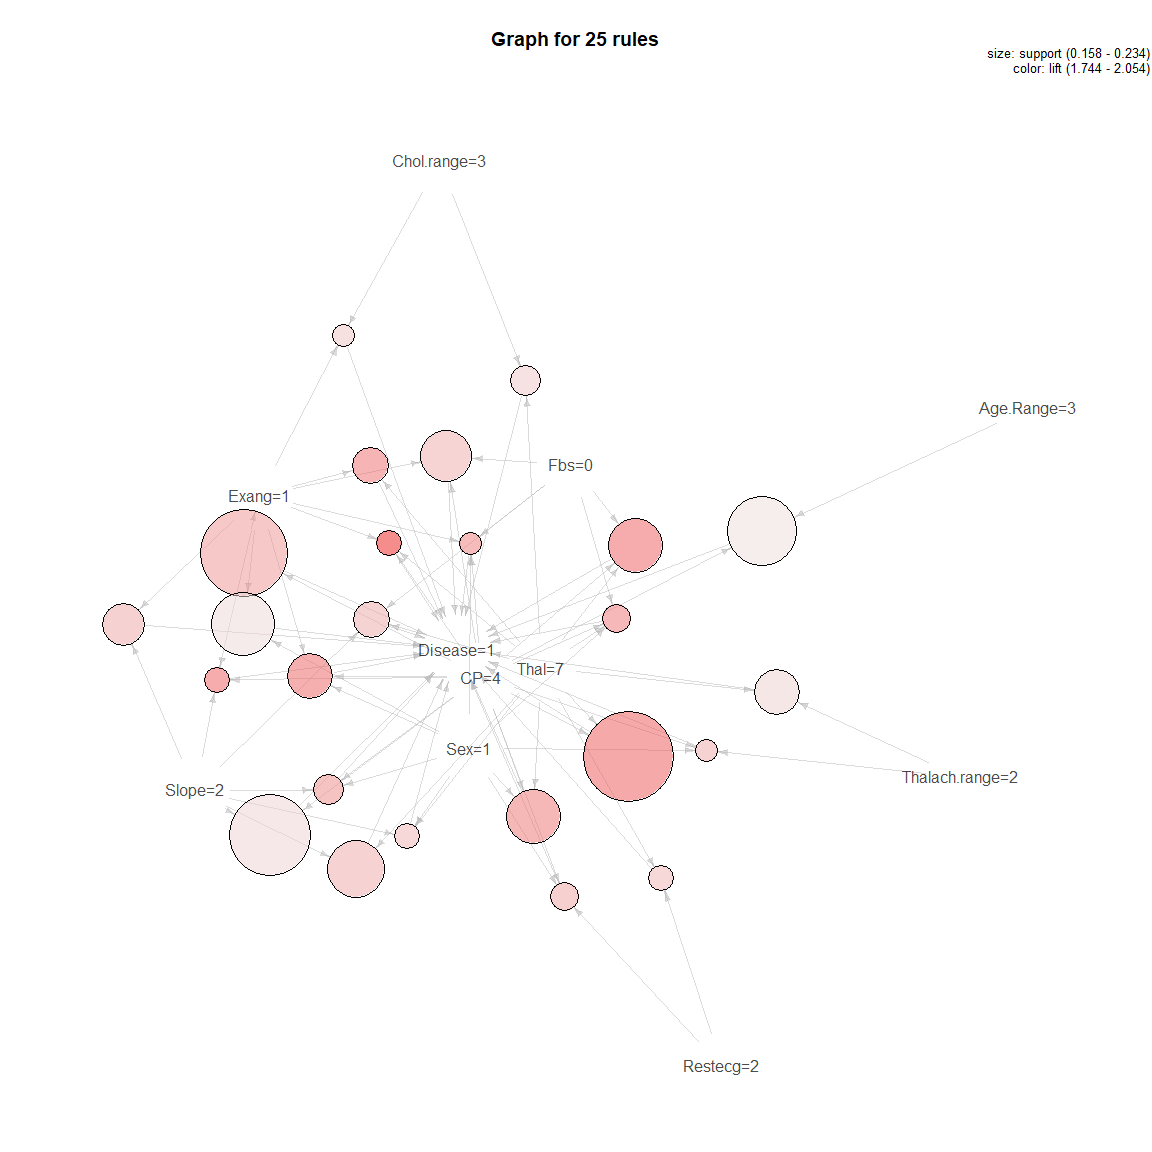 Graph for 25 rules
size: support (0.158 - 0.234)
color: lift (1.744 - 2.054)
Chol.range=3
Age.Range=3
Fbs=0
Exang=1
Disease=1
Thal=7
CP=4
Sex=1
Thalach.range=2
Slope=2
Restecg=2